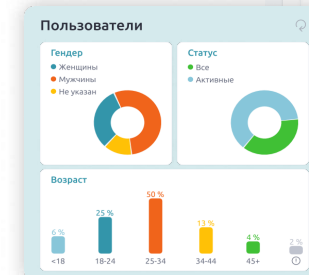 Пользователи
Гендер
Женщины
Мужчины
Не указан
Статус
Все
Активные
Возраст
6 %
25 %
50 %
13 %
4 %
2 %
<18
18-24
25-34
34-44
45+